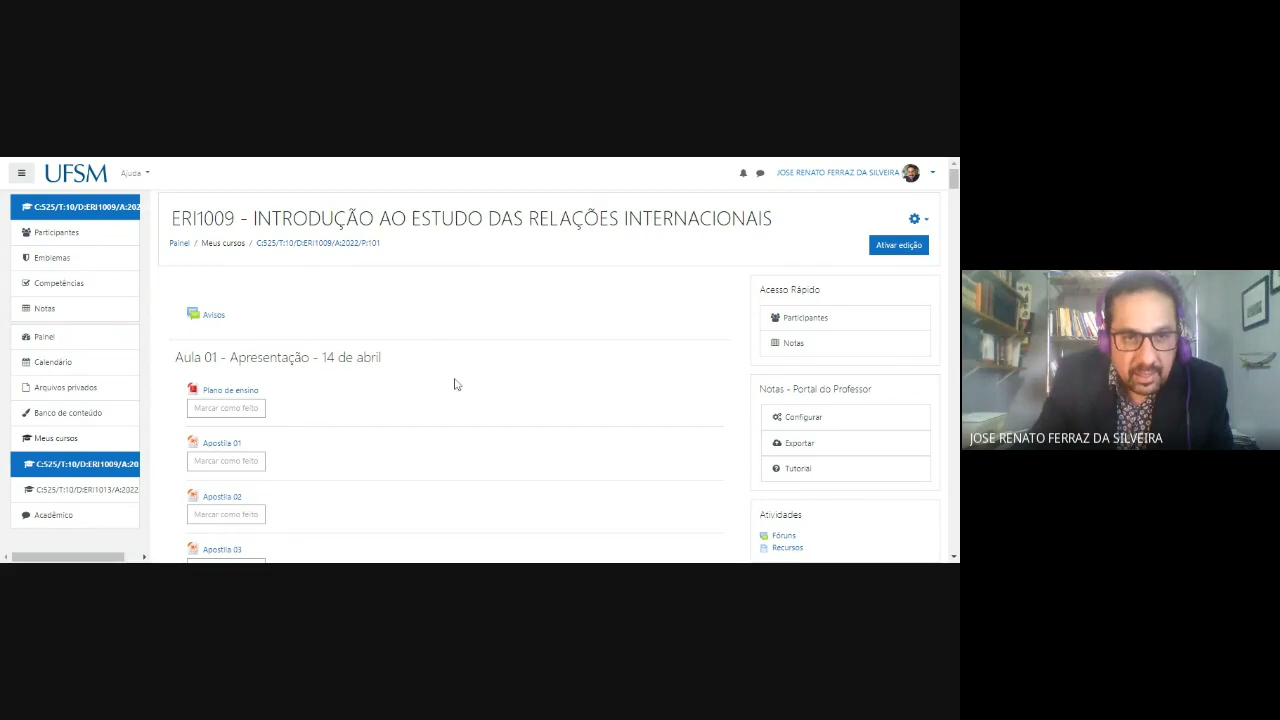 UFSM
Ajuda
JOSE RENATO FERRAZ DA SILVEIRA
C:525/T:10/D:ERI1009/A:202
Participantes
Emblemas
Competências
Notas
Painel
Calendário
Arquivos privados
Banco de conteúdo
Meus cursos
C:525/T:10/D:ERI1009/A:20
C:525/T:10/D:ERI1013/A:2022
Acadêmico
ERI1009 - INTRODUÇÃO AO ESTUDO DAS RELAÇÕES INTERNACIONAIS
Painel / Meus cursos / C:525/T:10/D:ERI1009/A:2022/P:101
Ativar edição
Avisos
Aula 01 - Apresentação - 14 de abril
Plano de ensino
Marcar como feito
Apostila 01
Marcar como feito
Apostila 02
Marcar como feito
Apostila 03
Acesso Rápido
Participantes
Notas
Notas - Portal do Professor
Configurar
Exportar
Tutorial
Atividades
Fóruns
Recursos
JOSE RENATO FERRAZ DA SILVEIRA